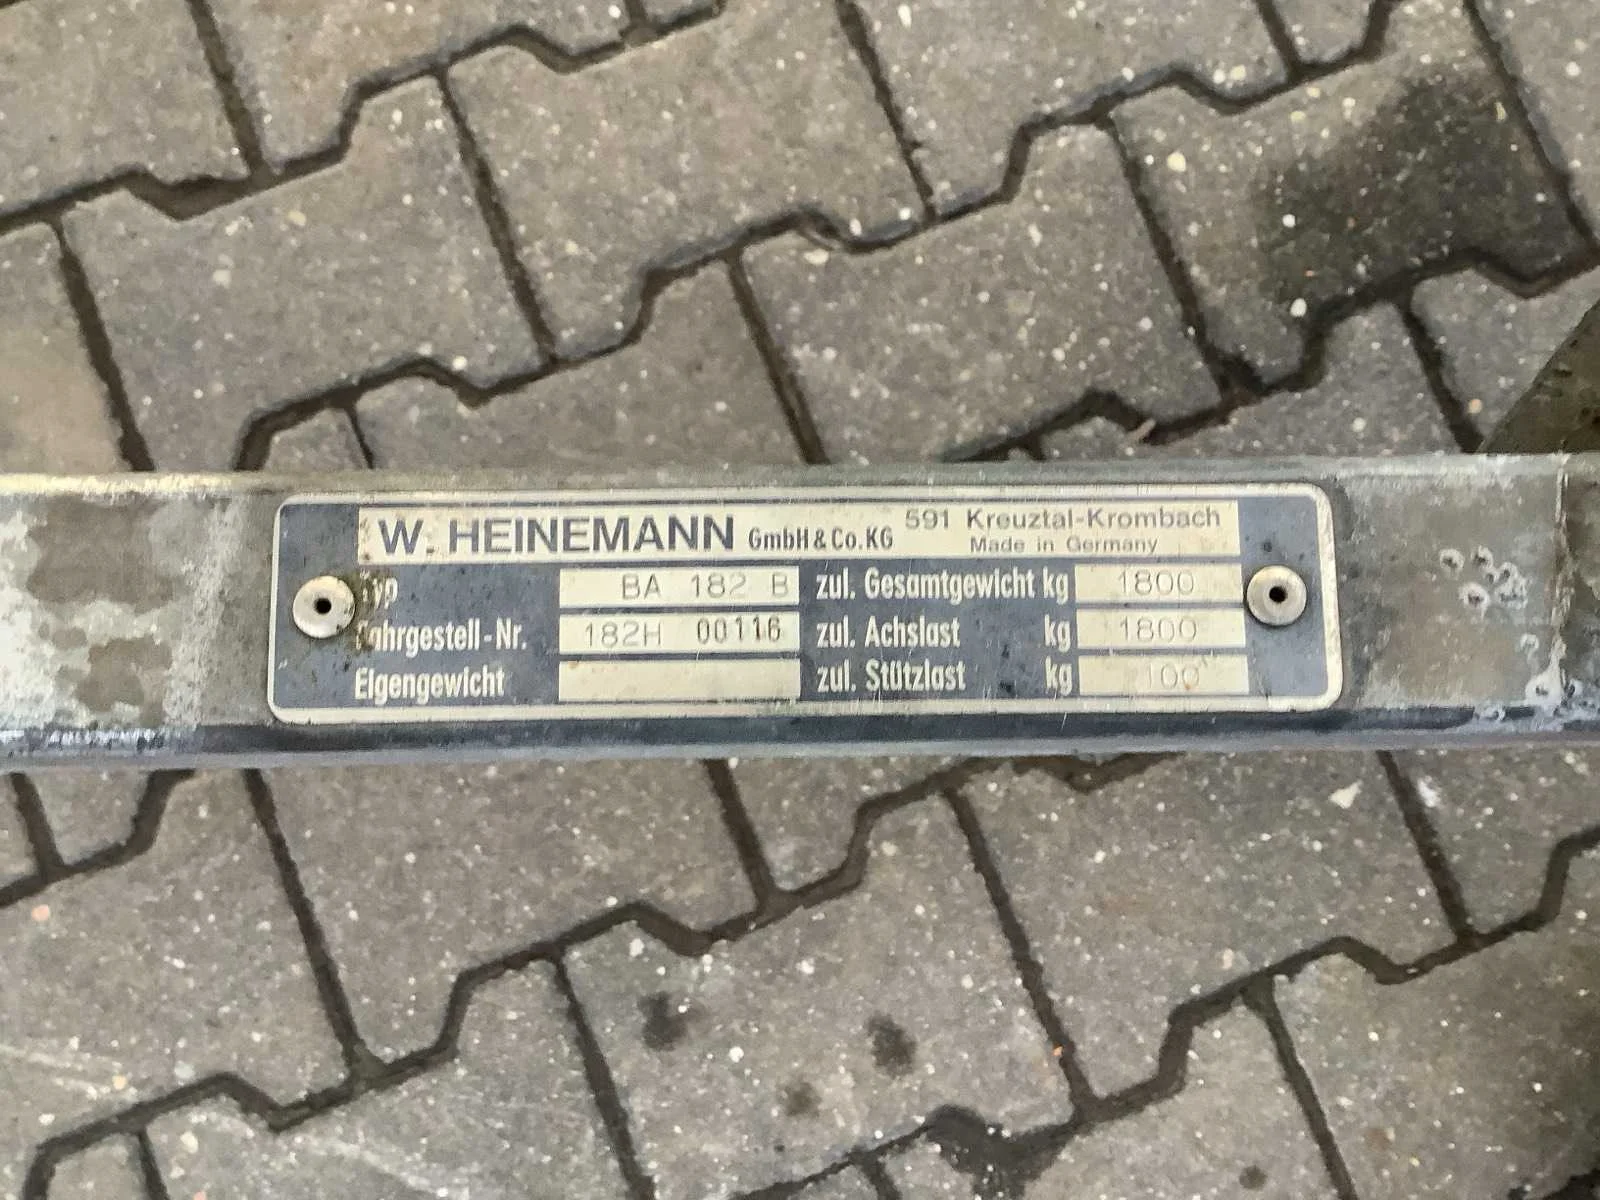 W. HEINEMANN GmbH & Co. KG 591 Kreuztal-Krombach
Made in Germany
Typ BA 182 B zul. Gesamtgewicht kg 1800
Fahrgestell-Nr. 182H 00116 zul. Achslast kg 1800
Eigengewicht zul. Stützlast kg 100